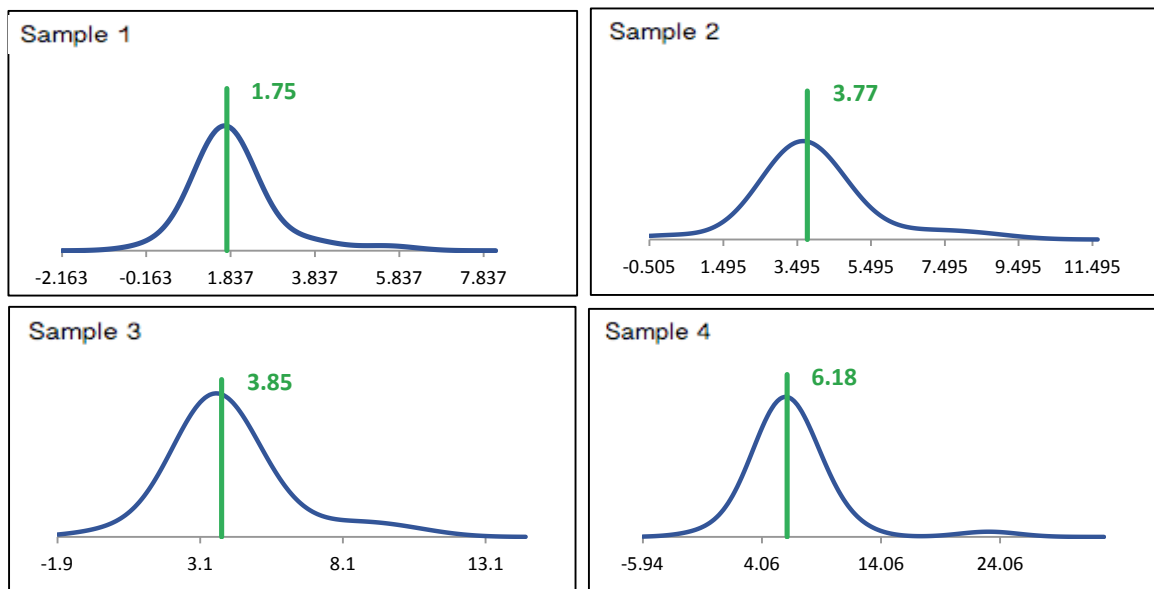 Sample 1
1.75
-2.163 -0.163 1.837 3.837 5.837 7.837
Sample 2
3.77
-0.505 1.495 3.495 5.495 7.495 9.495 11.495
Sample 3
3.85
-1.9 3.1 8.1 13.1
Sample 4
6.18
-5.94 4.06 14.06 24.06